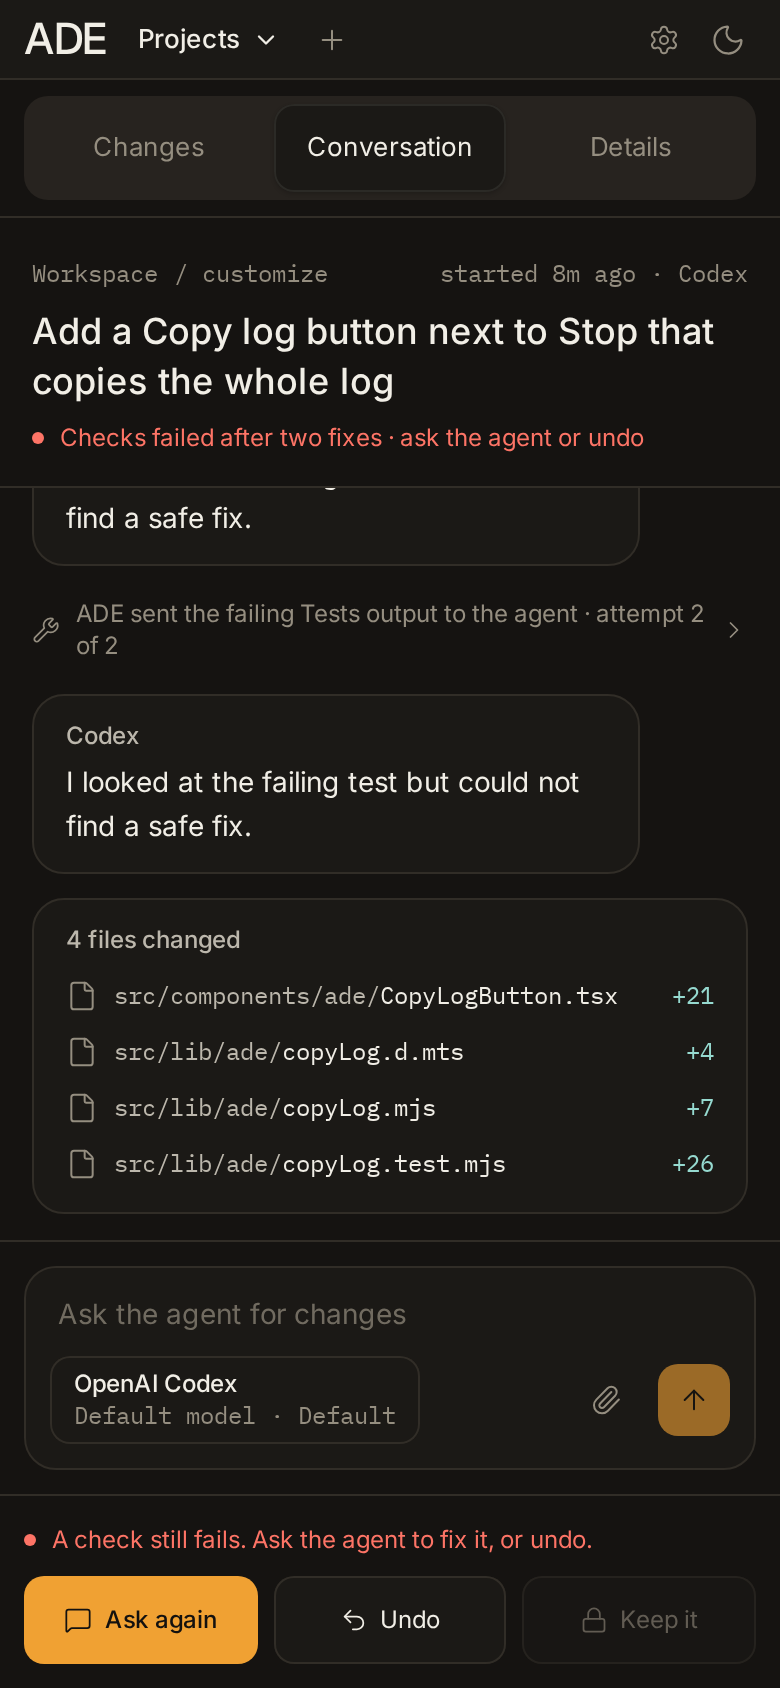 ADE Projects
Changes Conversation Details
Workspace / customize started 8m ago · Codex
Add a Copy log button next to Stop that
copies the whole log
Checks failed after two fixes · ask the agent or undo
find a safe fix.
ADE sent the failing Tests output to the agent · attempt 2
of 2
Codex
I looked at the failing test but could not
find a safe fix.
4 files changed
src/components/ade/CopyLogButton.tsx +21
src/lib/ade/copyLog.d.mts +4
src/lib/ade/copyLog.mjs +7
src/lib/ade/copyLog.test.mjs +26
Ask the agent for changes
OpenAI Codex
Default model · Default
A check still fails. Ask the agent to fix it, or undo.
Ask again Undo Keep it